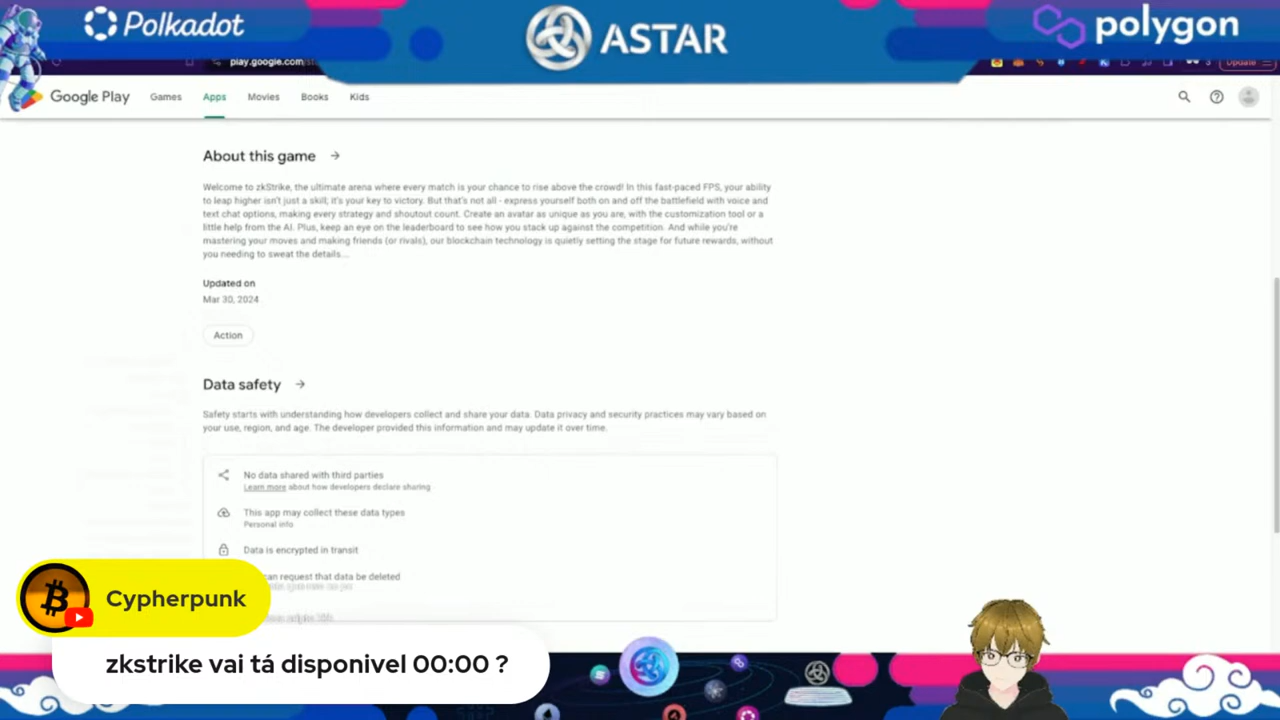 Polkadot
ASTAR
polygon
play.google.com
Update
Google Play Games Apps Movies Books Kids
About this game →
Welcome to zkStrike, the ultimate arena where every match is your chance to rise above the crowd! In this fast-paced FPS, your ability
to leap higher isn't just a skill; it's your key to victory. But that's not all - express yourself both on and off the battlefield with voice and
text chat options, making every strategy and shoutout count. Create an avatar as unique as you are, with the customization tool or a
little help from the AI. Plus, keep an eye on the leaderboard to see how you stack up against the competition. And while you're
mastering your moves and making friends (or rivals), our blockchain technology is quietly setting the stage for future rewards, without
you needing to sweat the details...
Updated on
Mar 30, 2024
Action
Data safety →
Safety starts with understanding how developers collect and share your data. Data privacy and security practices may vary based on
your use, region, and age. The developer provided this information and may update it over time.
No data shared with third parties
Learn more about how developers declare sharing
This app may collect these data types
Personal info
Data is encrypted in transit
can request that data be deleted
Cypherpunk
zkstrike vai tá disponivel 00:00 ?